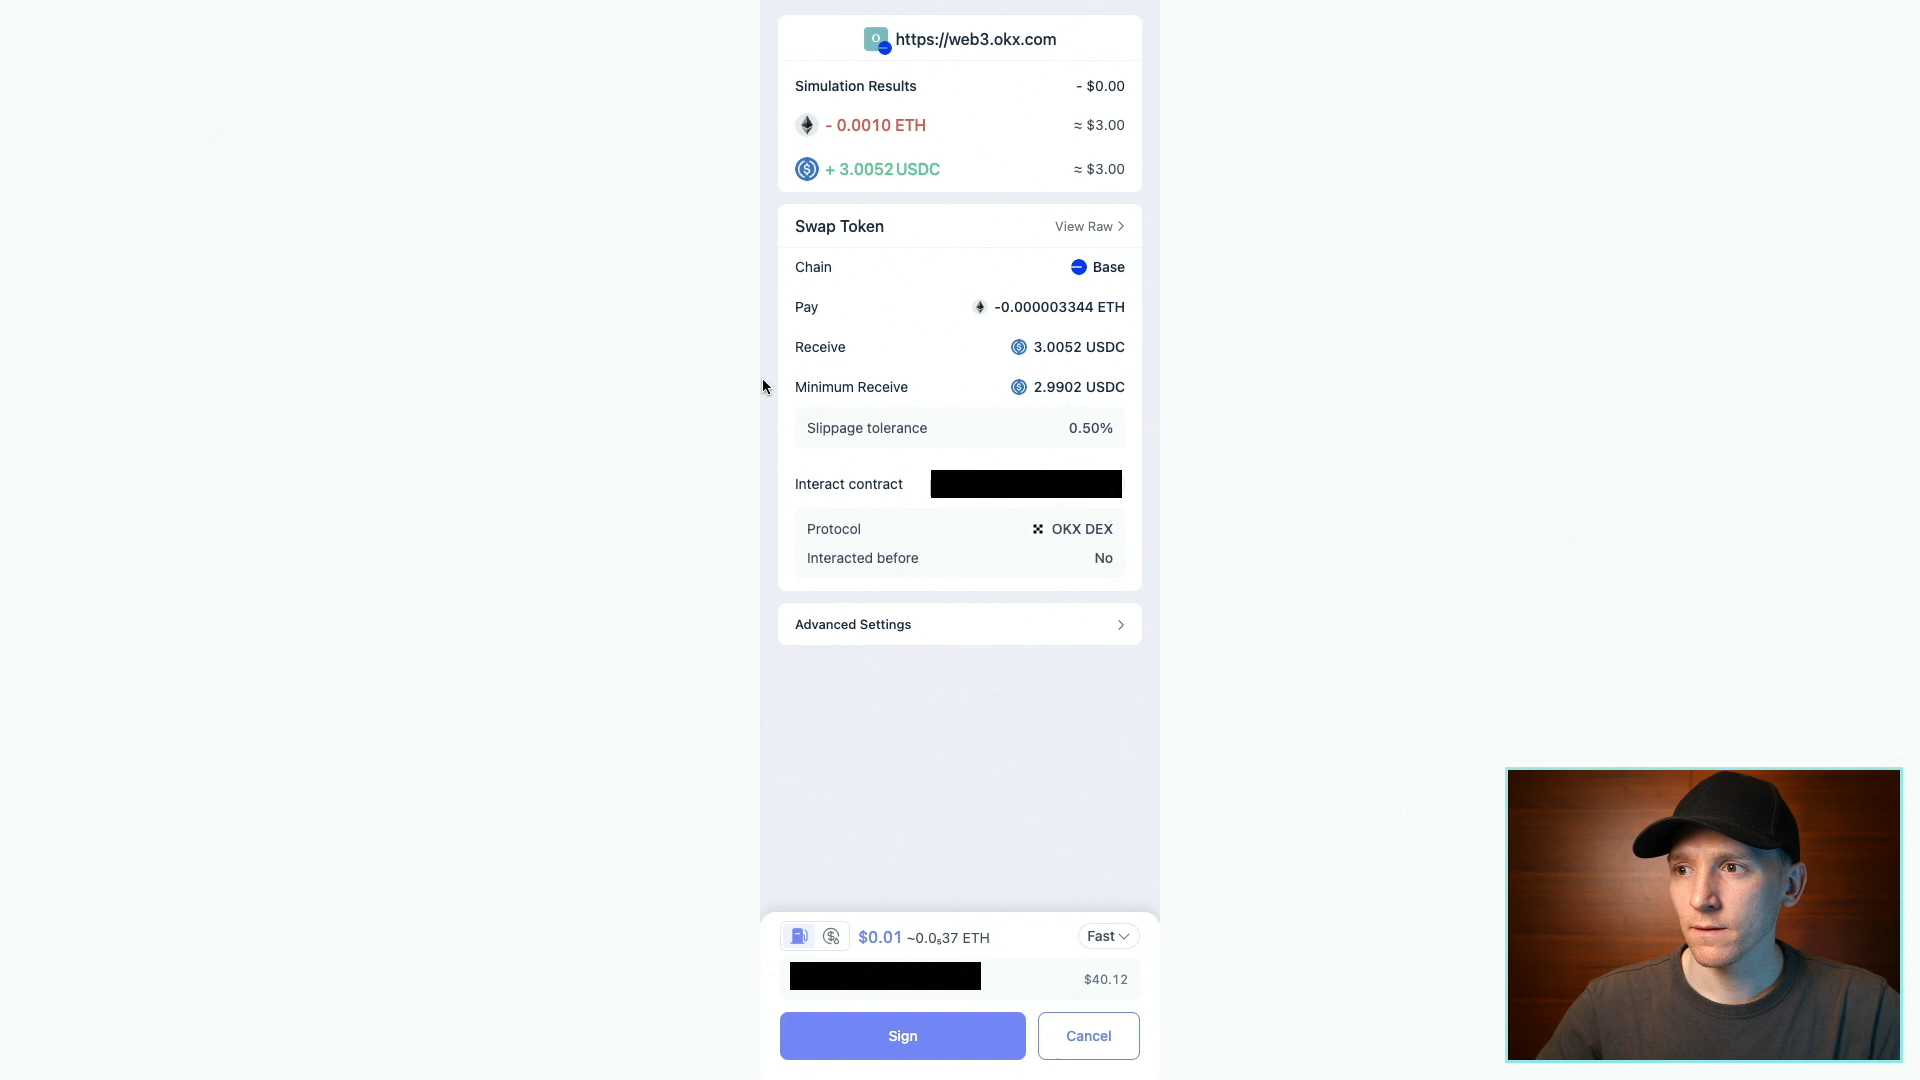 O https://web3.okx.com
Simulation Results - $0.00
- 0.0010 ETH ≈ $3.00
+ 3.0052 USDC ≈ $3.00
Swap Token View Raw
Chain Base
Pay -0.000003344 ETH
Receive 3.0052 USDC
Minimum Receive 2.9902 USDC
Slippage tolerance 0.50%
Interact contract
Protocol OKX DEX
Interacted before No
Advanced Settings
$0.01 ~0.0₅37 ETH Fast
$40.12
Sign Cancel